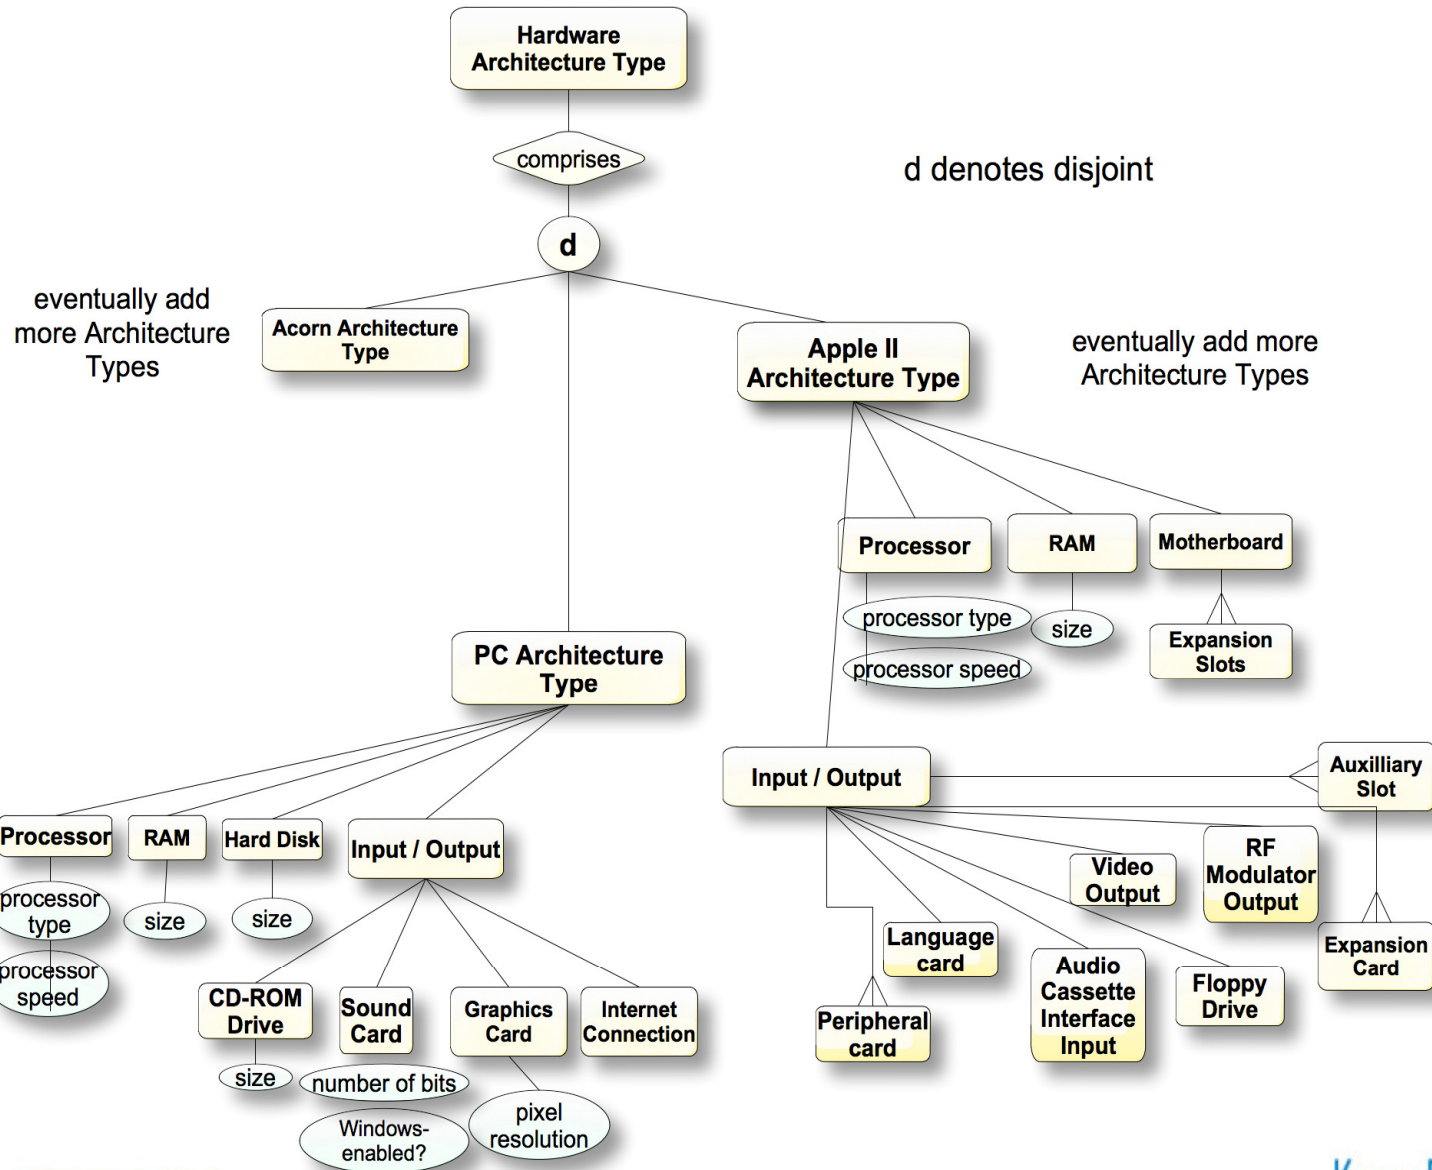 Hardware
Architecture Type
comprises
d denotes disjoint
d
eventually add
more Architecture
Types
Acorn Architecture
Type
Apple II
Architecture Type
eventually add more
Architecture Types
Processor
RAM
Motherboard
processor type
size
processor speed
Expansion
Slots
PC Architecture
Type
Input / Output
Auxilliary
Slot
Processor
RAM
Hard Disk
Input / Output
processor
type
size
size
processor
speed
Video
Output
RF
Modulator
Output
Language
card
Expansion
Card
Audio
Cassette
Interface
Input
Floppy
Drive
Peripheral
card
CD-ROM
Drive
Sound
Card
Graphics
Card
Internet
Connection
size
number of bits
pixel
resolution
Windows-
enabled?